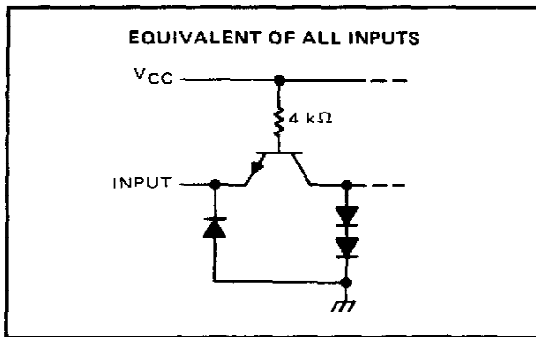 EQUIVALENT OF ALL INPUTS
VCC
4 kΩ
INPUT